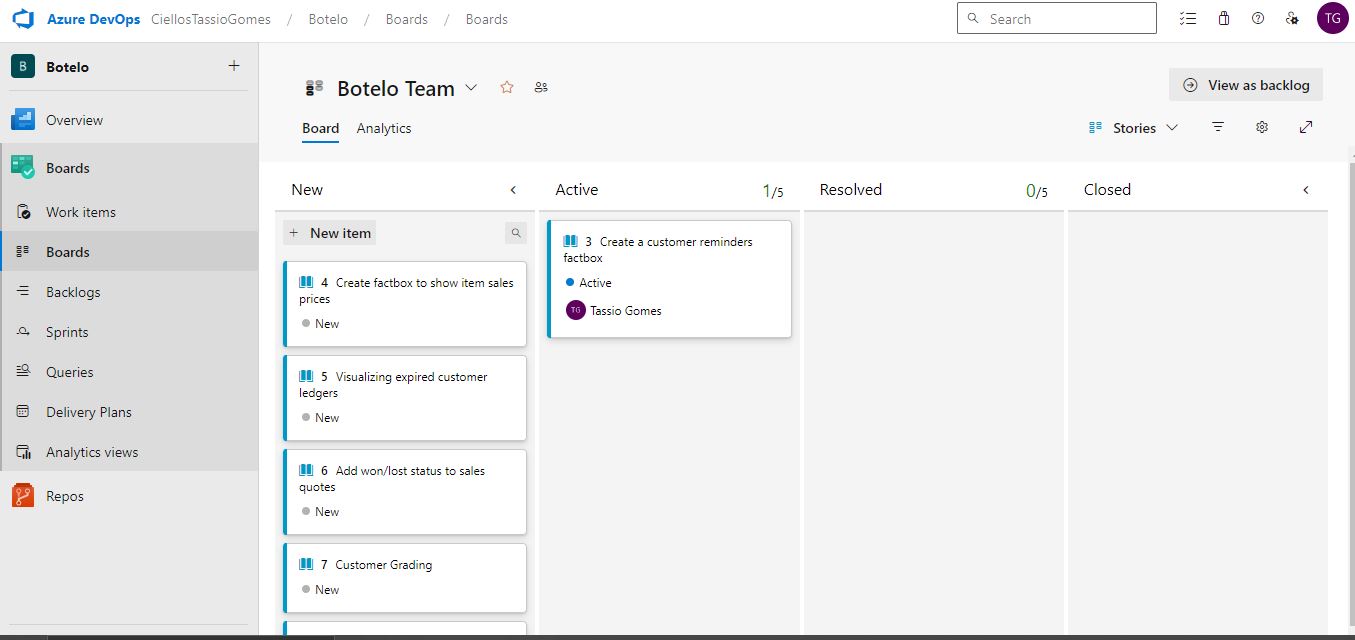 Azure DevOps CiellosTassioGomes / Botelo / Boards / Boards
Search
TG
B Botelo
Overview
Boards
Work items
Boards
Backlogs
Sprints
Queries
Delivery Plans
Analytics views
Repos
Botelo Team
View as backlog
Board Analytics
Stories
New
New item
4 Create factbox to show item sales
prices
New
5 Visualizing expired customer
ledgers
New
6 Add won/lost status to sales
quotes
New
7 Customer Grading
New
Active 1/5
3 Create a customer reminders
factbox
Active
TG Tassio Gomes
Resolved 0/5
Closed